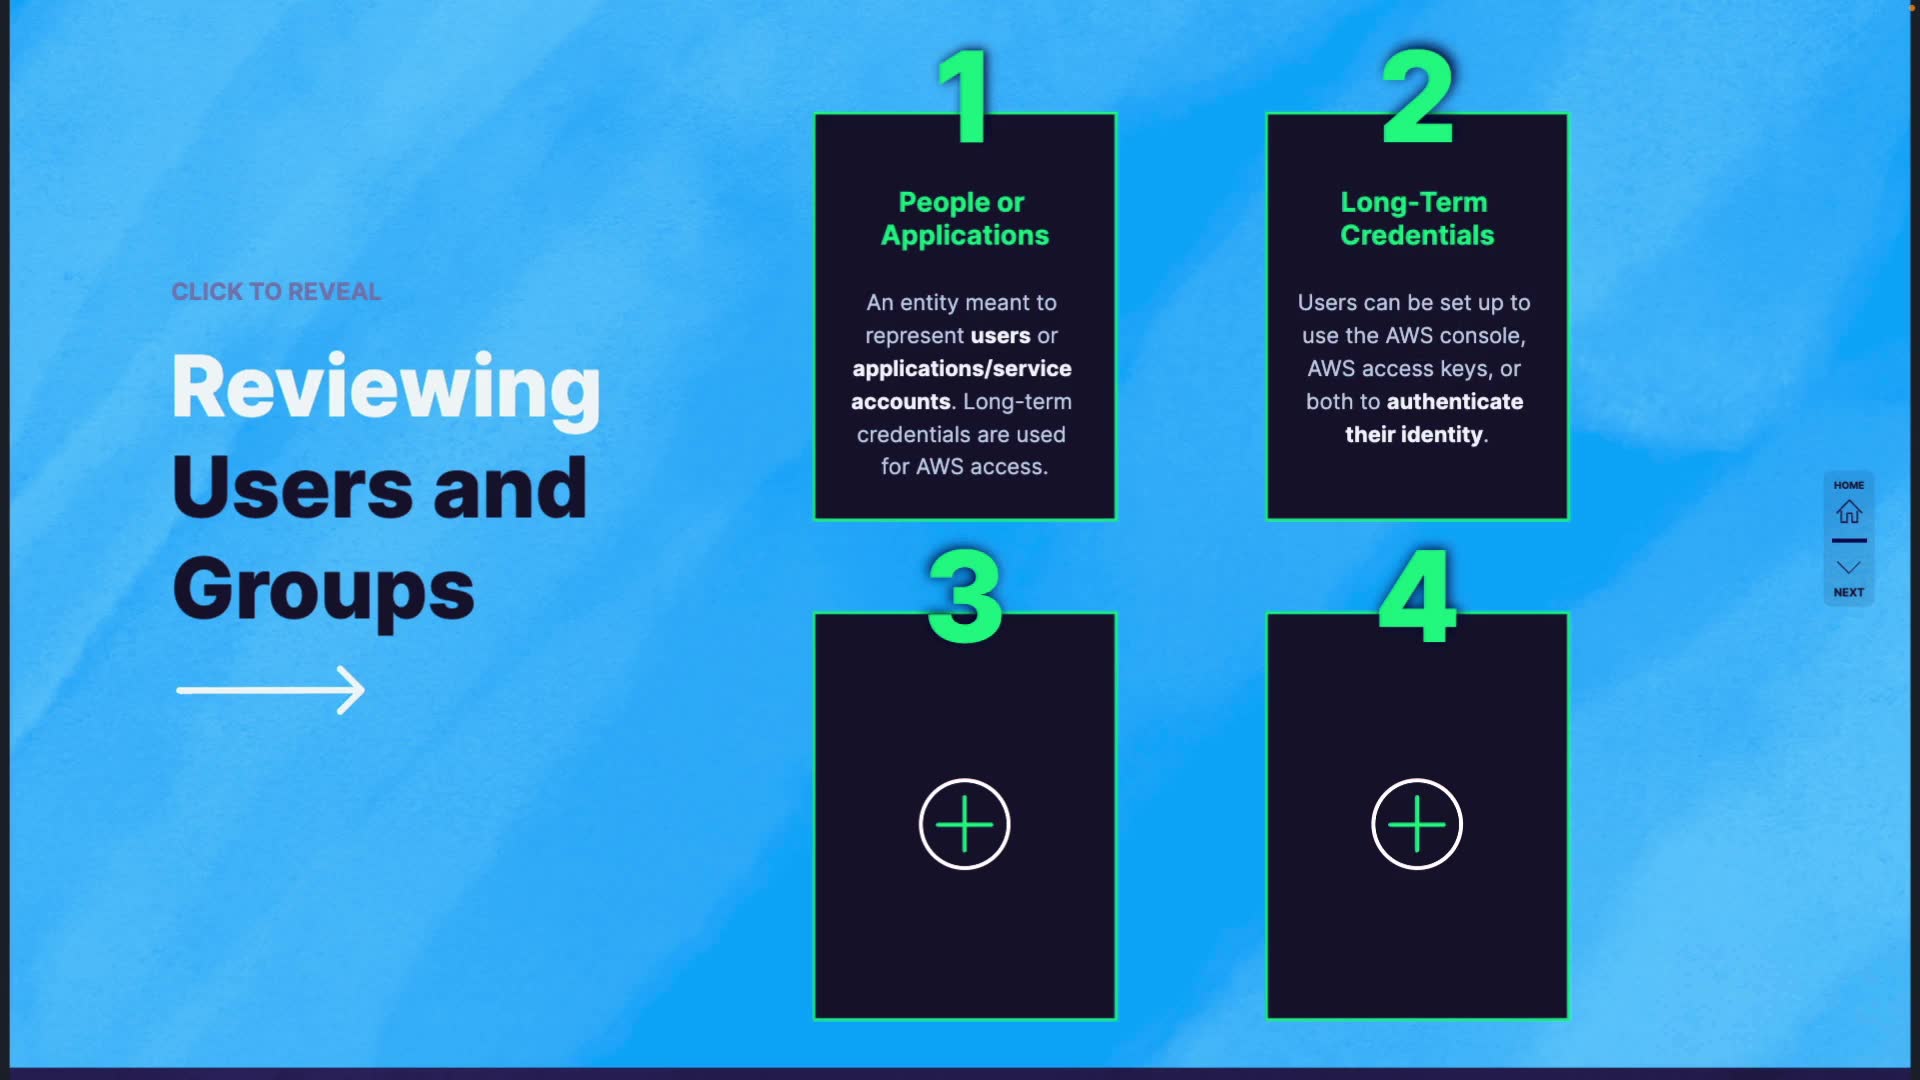 CLICK TO REVEAL
Reviewing
Users and
Groups
1
People or
Applications
An entity meant to
represent users or
applications/service
accounts. Long-term
credentials are used
for AWS access.
2
Long-Term
Credentials
Users can be set up to
use the AWS console,
AWS access keys, or
both to authenticate
their identity.
3
4
HOME
NEXT